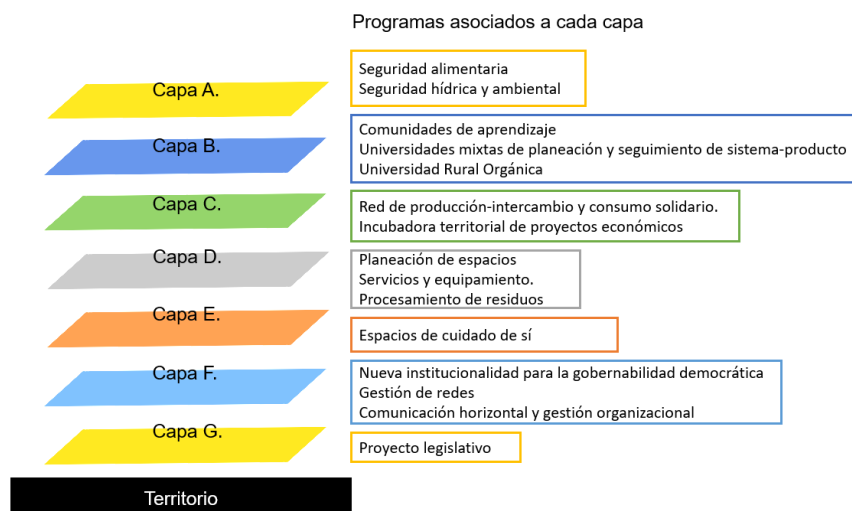 Programas asociados a cada capa
Capa A.
Seguridad alimentaria
Seguridad hídrica y ambiental
Capa B.
Comunidades de aprendizaje
Universidades mixtas de planeación y seguimiento de sistema-producto
Universidad Rural Orgánica
Capa C.
Red de producción-intercambio y consumo solidario.
Incubadora territorial de proyectos económicos
Capa D.
Planeación de espacios
Servicios y equipamiento.
Procesamiento de residuos
Capa E.
Espacios de cuidado de sí
Capa F.
Nueva institucionalidad para la gobernabilidad democrática
Gestión de redes
Comunicación horizontal y gestión organizacional
Capa G.
Proyecto legislativo
Territorio